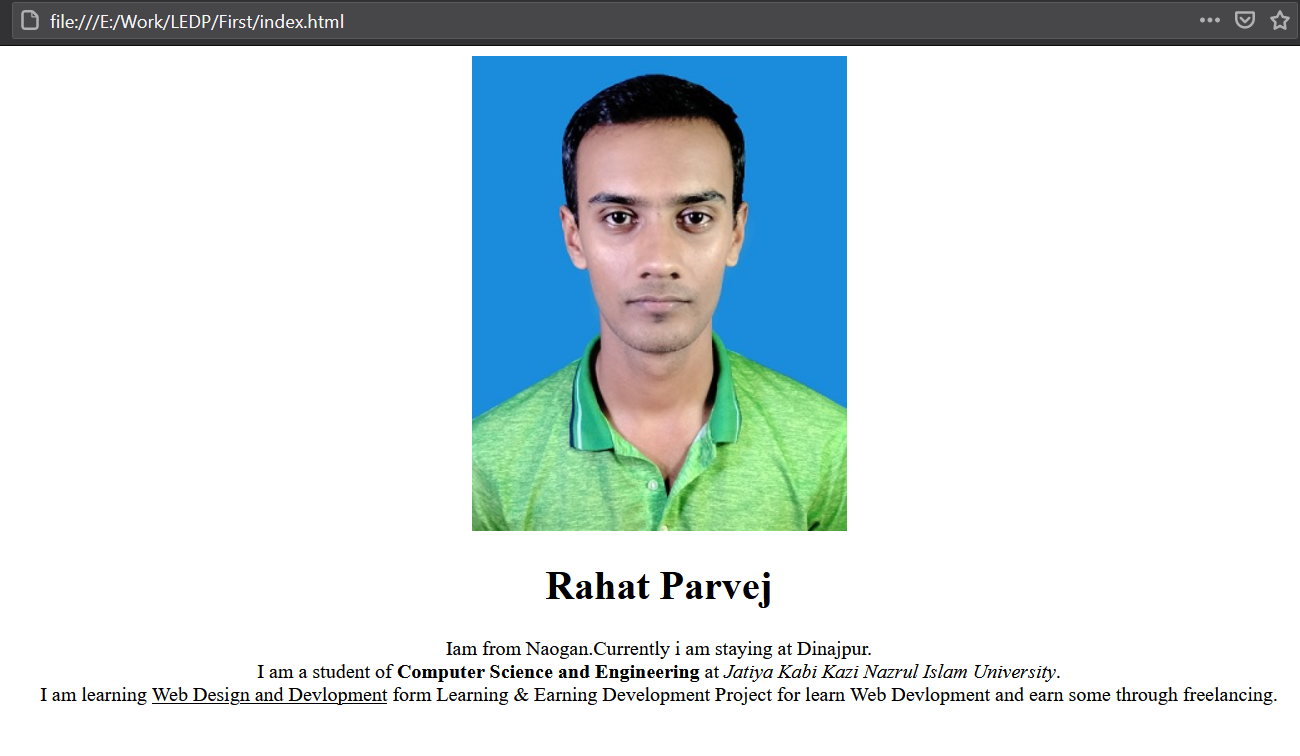 file:///E:/Work/LEDP/First/index.html
Rahat Parvej
Iam from Naogan.Currently i am staying at Dinajpur.
I am a student of Computer Science and Engineering at Jatiya Kabi Kazi Nazrul Islam University.
I am learning Web Design and Devlopment form Learning & Earning Development Project for learn Web Devlopment and earn some through freelancing.